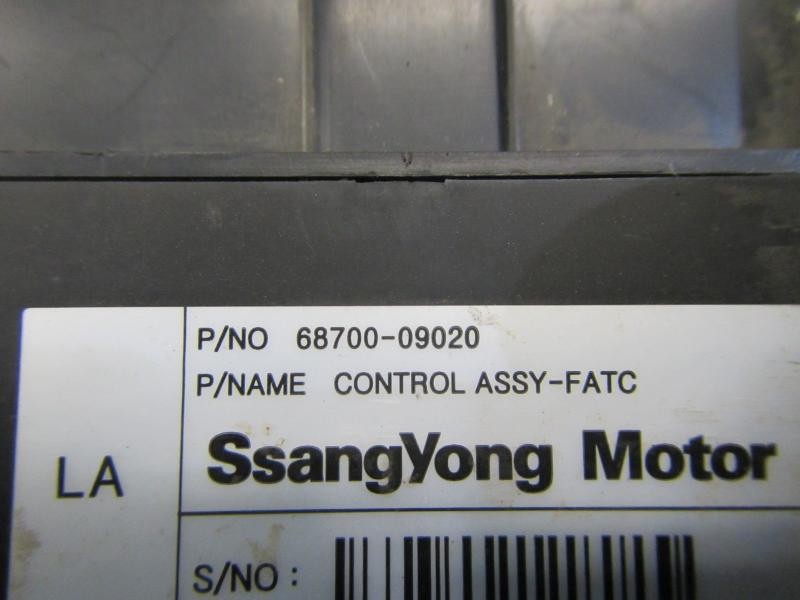 P/NO 68700-09020
P/NAME CONTROL ASSY-FATC
LA
SsangYong Motor
S/NO :